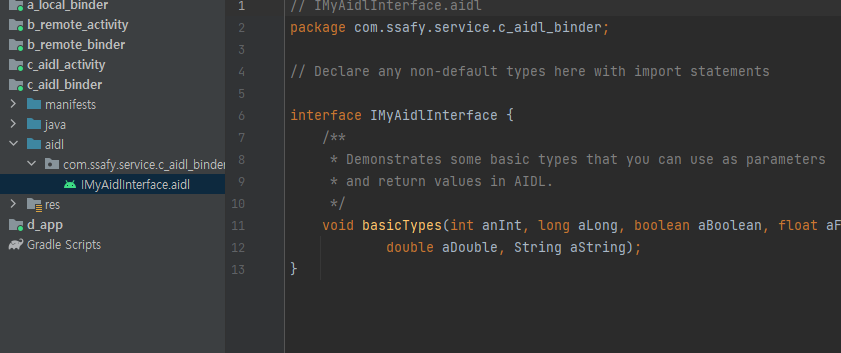 a_local_binder
b_remote_activity
b_remote_binder
c_aidl_activity
c_aidl_binder
manifests
java
aidl
com.ssafy.service.c_aidl_binder
IMyAidlInterface.aidl
res
d_app
Gradle Scripts
1 // IMyAidlInterface.aidl
2 package com.ssafy.service.c_aidl_binder;
3
4 // Declare any non-default types here with import statements
5
6 interface IMyAidlInterface {
7 /**
8 * Demonstrates some basic types that you can use as parameters
9 * and return values in AIDL.
10 */
11 void basicTypes(int anInt, long aLong, boolean aBoolean, float aF
12 double aDouble, String aString);
13 }